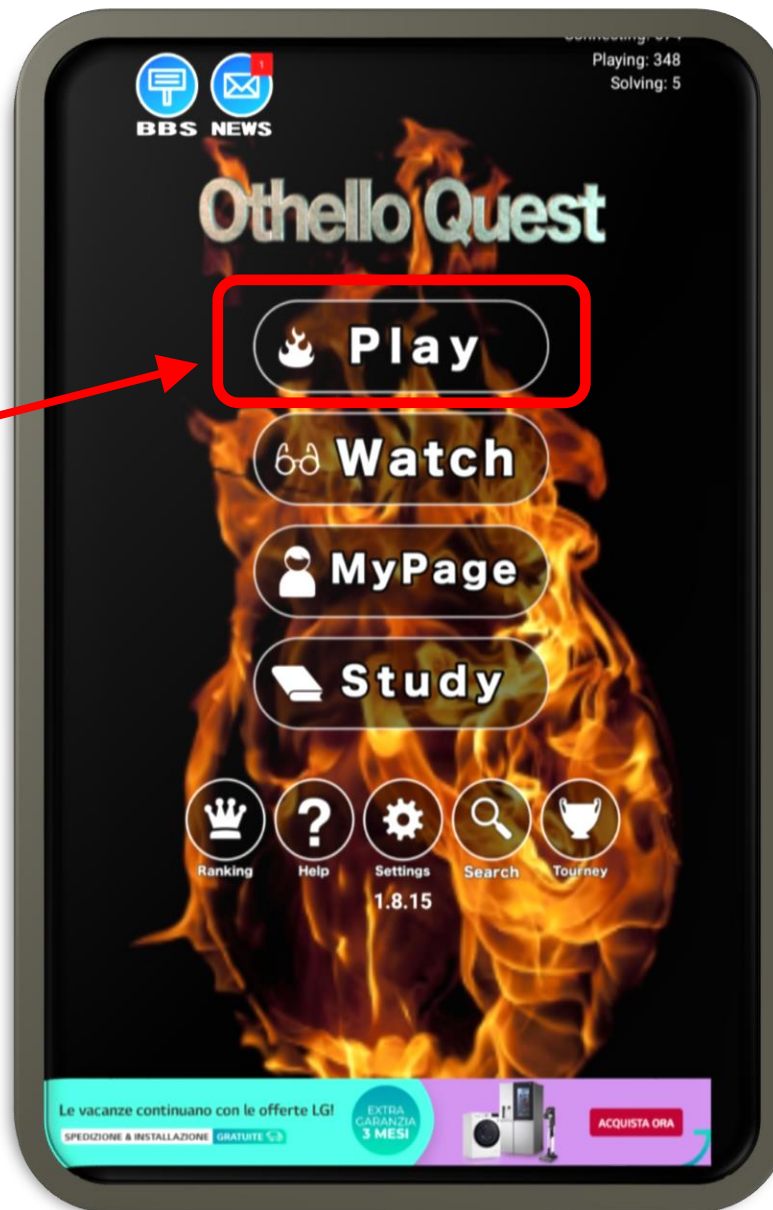 Playing: 348
Solving: 5
1
BBS NEWS
Othello Quest
Play
Watch
MyPage
Study
Ranking Help Settings Search Tourney
1.8.15
Le vacanze continuano con le offerte LG!
SPEDIZIONE & INSTALLAZIONE GRATUITE
EXTRA
GARANZIA
3 MESI
ACQUISTA ORA